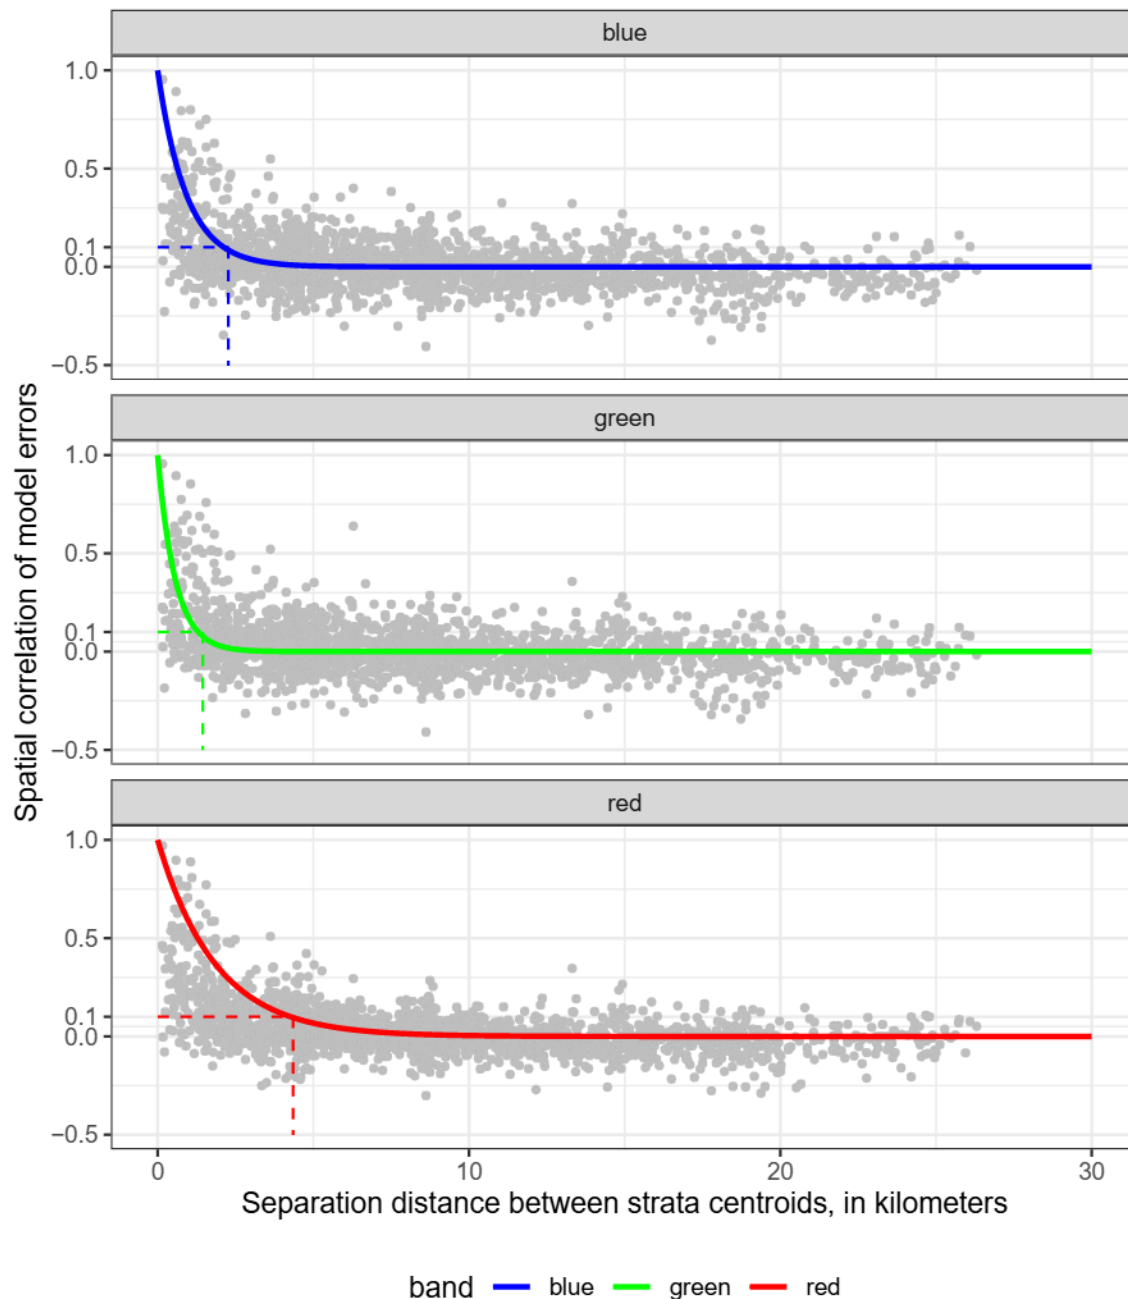 blue
1.0
0.5
0.1
0.0
−0.5
green
1.0
0.5
0.1
0.0
−0.5
red
1.0
0.5
0.1
0.0
−0.5
Spatial correlation of model errors
0 10 20 30
Separation distance between strata centroids, in kilometers
band blue green red